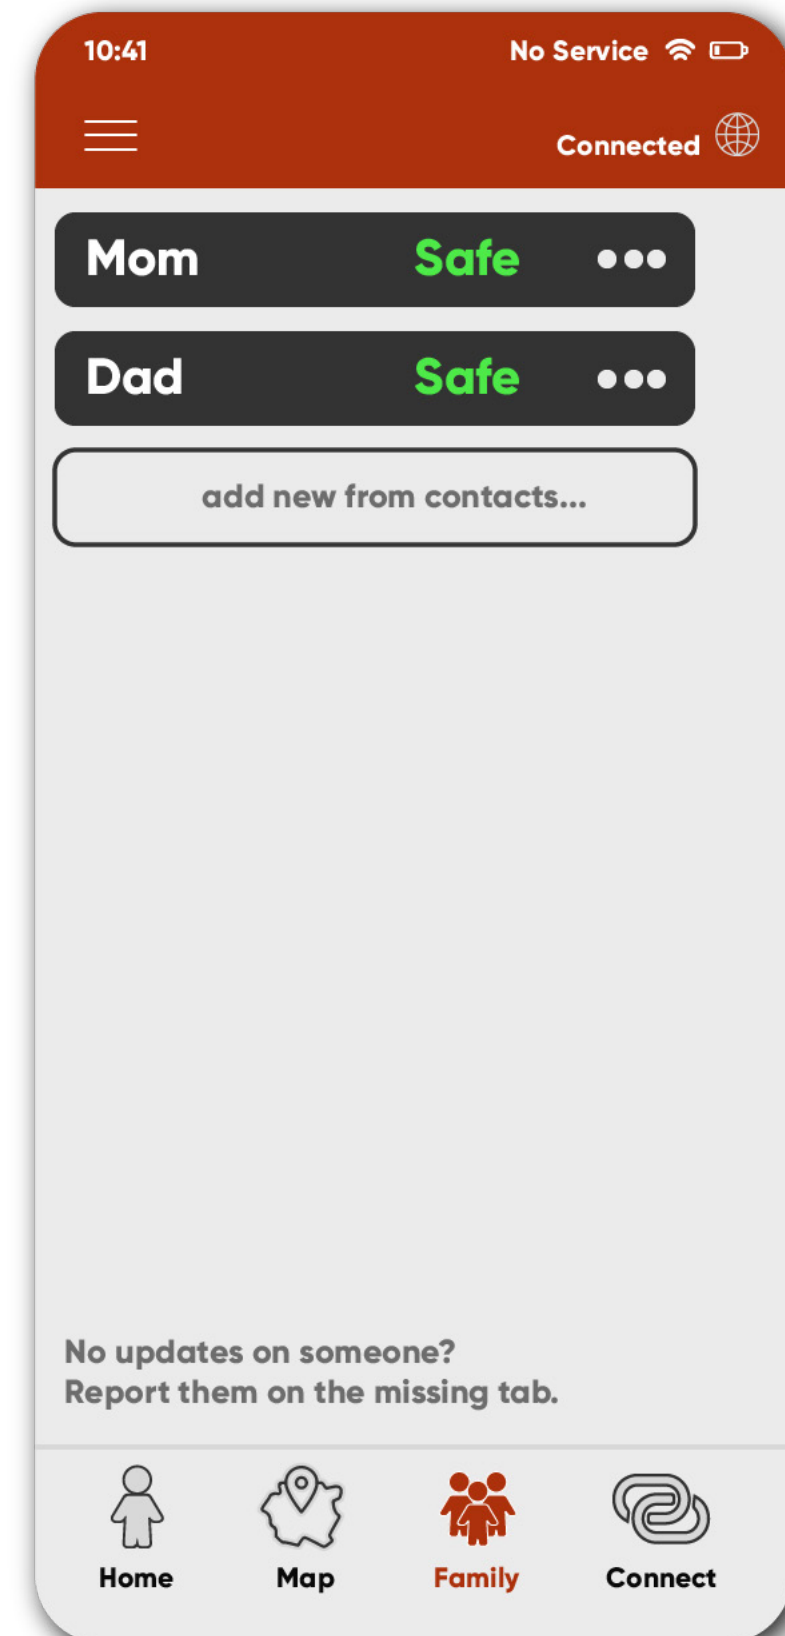 10:41 No Service
Connected
Mom Safe
Dad Safe
add new from contacts...
No updates on someone?
Report them on the missing tab.
Home Map Family Connect